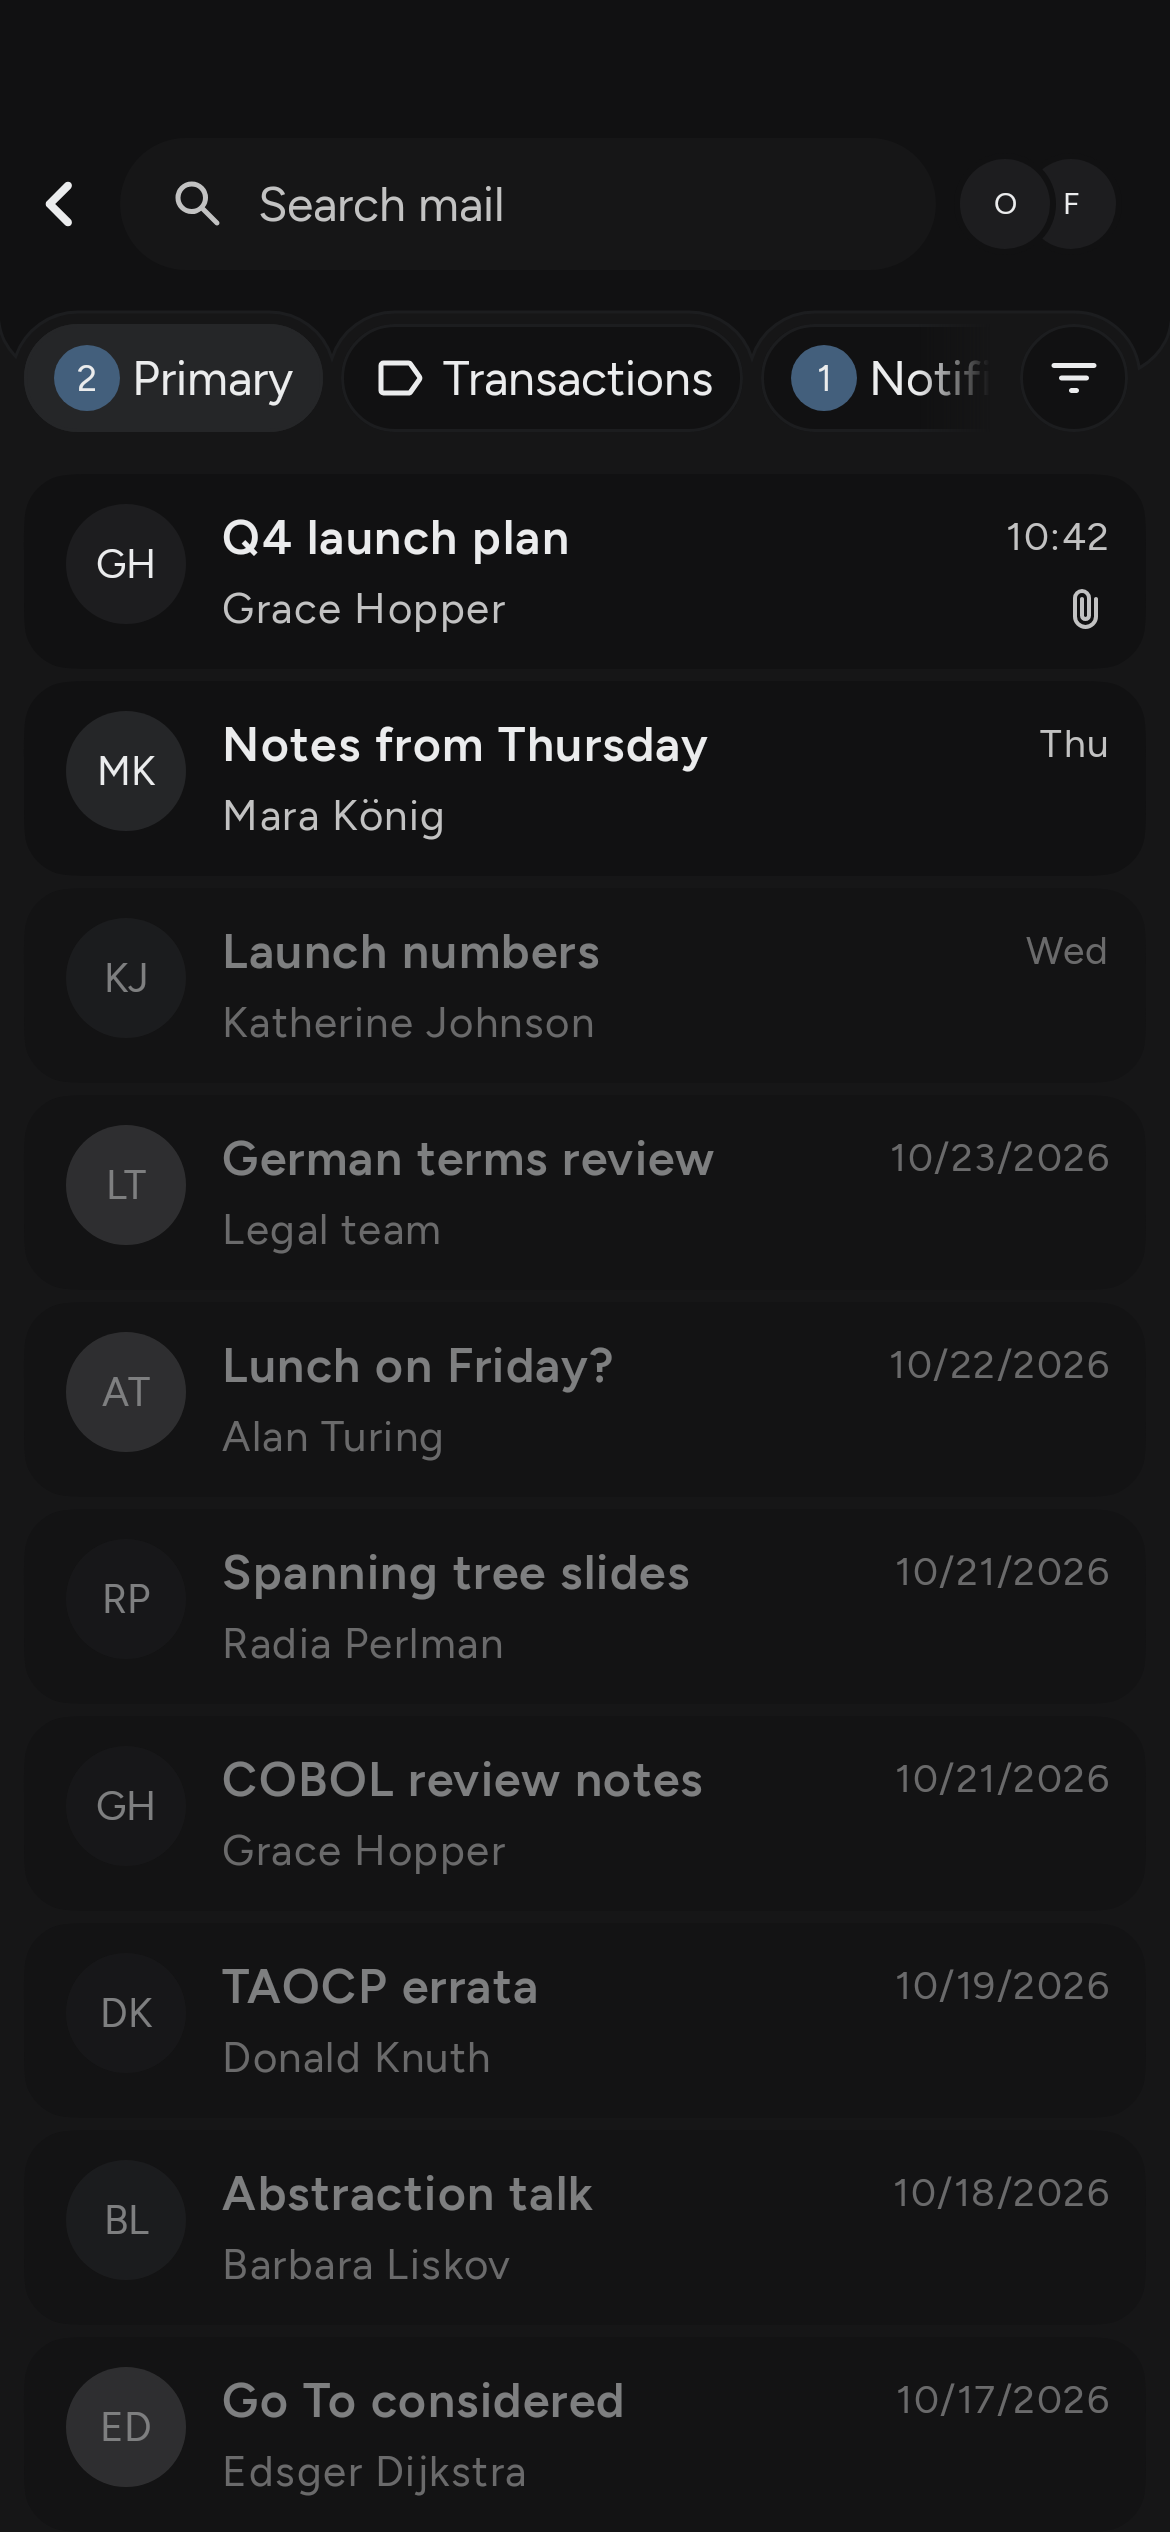 Search mail
O
F
2 Primary
Transactions
1 Notifi
GH
Q4 launch plan
10:42
Grace Hopper
MK
Notes from Thursday
Thu
Mara König
KJ
Launch numbers
Wed
Katherine Johnson
LT
German terms review
10/23/2026
Legal team
AT
Lunch on Friday?
10/22/2026
Alan Turing
RP
Spanning tree slides
10/21/2026
Radia Perlman
GH
COBOL review notes
10/21/2026
Grace Hopper
DK
TAOCP errata
10/19/2026
Donald Knuth
BL
Abstraction talk
10/18/2026
Barbara Liskov
ED
Go To considered
10/17/2026
Edsger Dijkstra